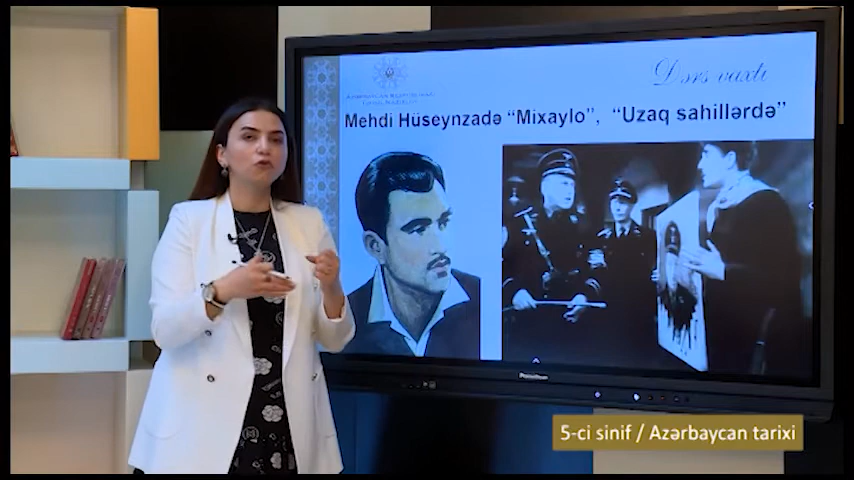 Dərs vaxtı
Mehdi Hüseynzadə “Mixaylo”, “Uzaq sahillərdə”
5-ci sinif / Azərbaycan tarixi